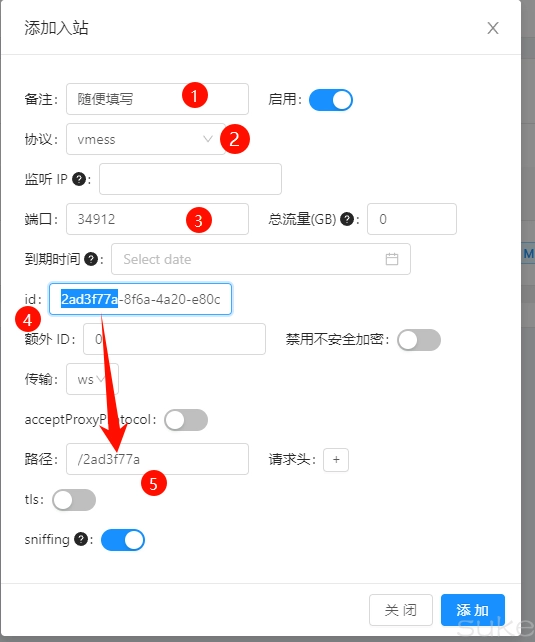 添加入站
备注: 随便填写 1 启用:
协议: vmess 2
监听 IP ?:
端口: 34912 3 总流量(GB) ?: 0
到期时间 ?: Select date
M
id: 2ad3f77a-8f6a-4a20-e80c
4
额外 ID: 0 禁用不安全加密:
传输: ws
acceptProxyProtocol:
路径: /2ad3f77a 请求头: +
5
tls:
sniffing ?:
关 闭 添 加
suke